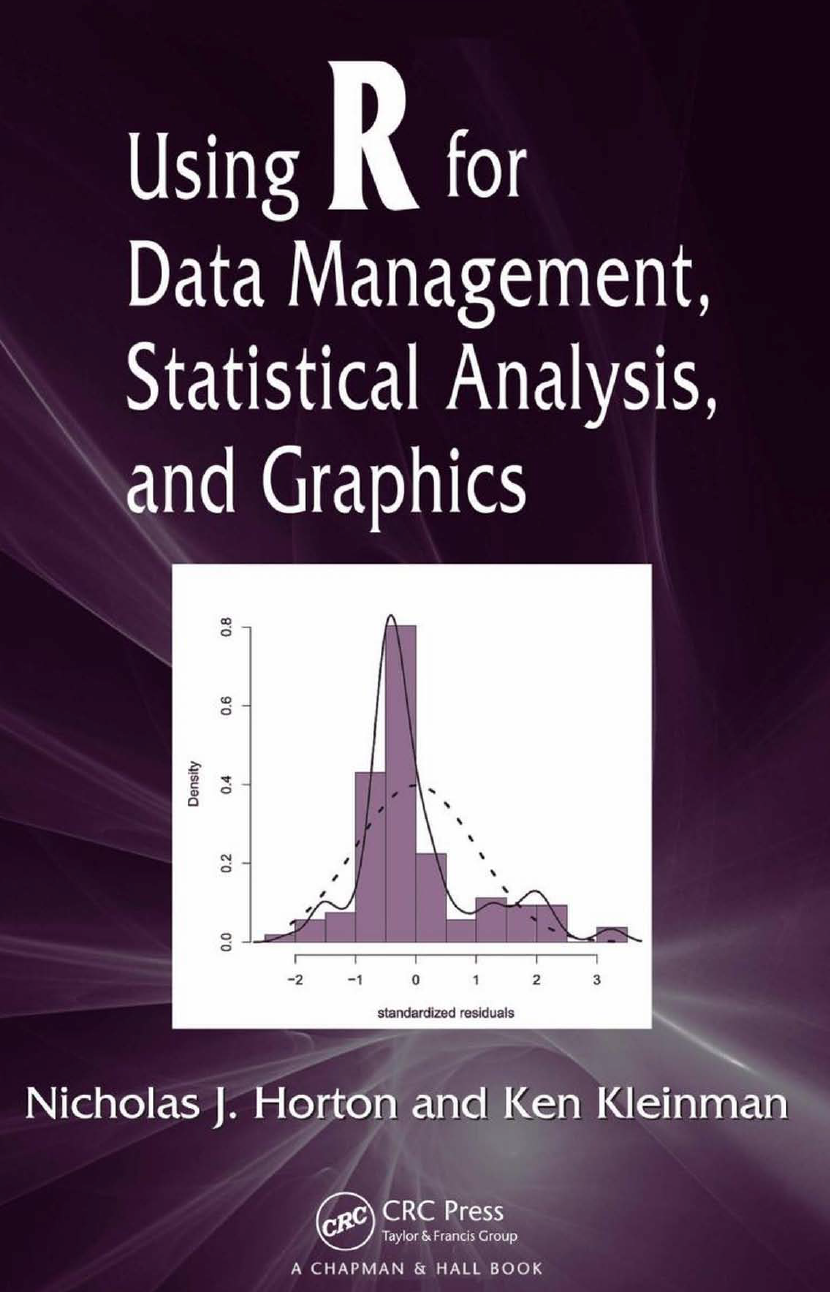 Using R for
Data Management,
Statistical Analysis,
and Graphics
Density
0.8
0.6
0.4
0.2
0.0
−2 −1 0 1 2 3
standardized residuals
Nicholas J. Horton and Ken Kleinman
CRC CRC Press
Taylor & Francis Group
A CHAPMAN & HALL BOOK